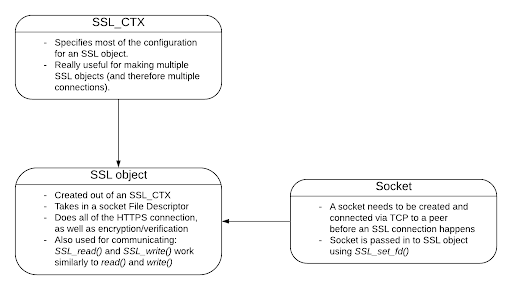 SSL_CTX
- Specifies most of the configuration
for an SSL object.
- Really useful for making multiple
SSL objects (and therefore multiple
connections).
SSL object
- Created out of an SSL_CTX
- Takes in a socket File Descriptor
- Does all of the HTTPS connection,
as well as encryption/verification
- Also used for communicating:
SSL_read() and SSL_write() work
similarly to read() and write()
Socket
- A socket needs to be created and
connected via TCP to a peer
before an SSL connection happens
- Socket is passed in to SSL object
using SSL_set_fd()